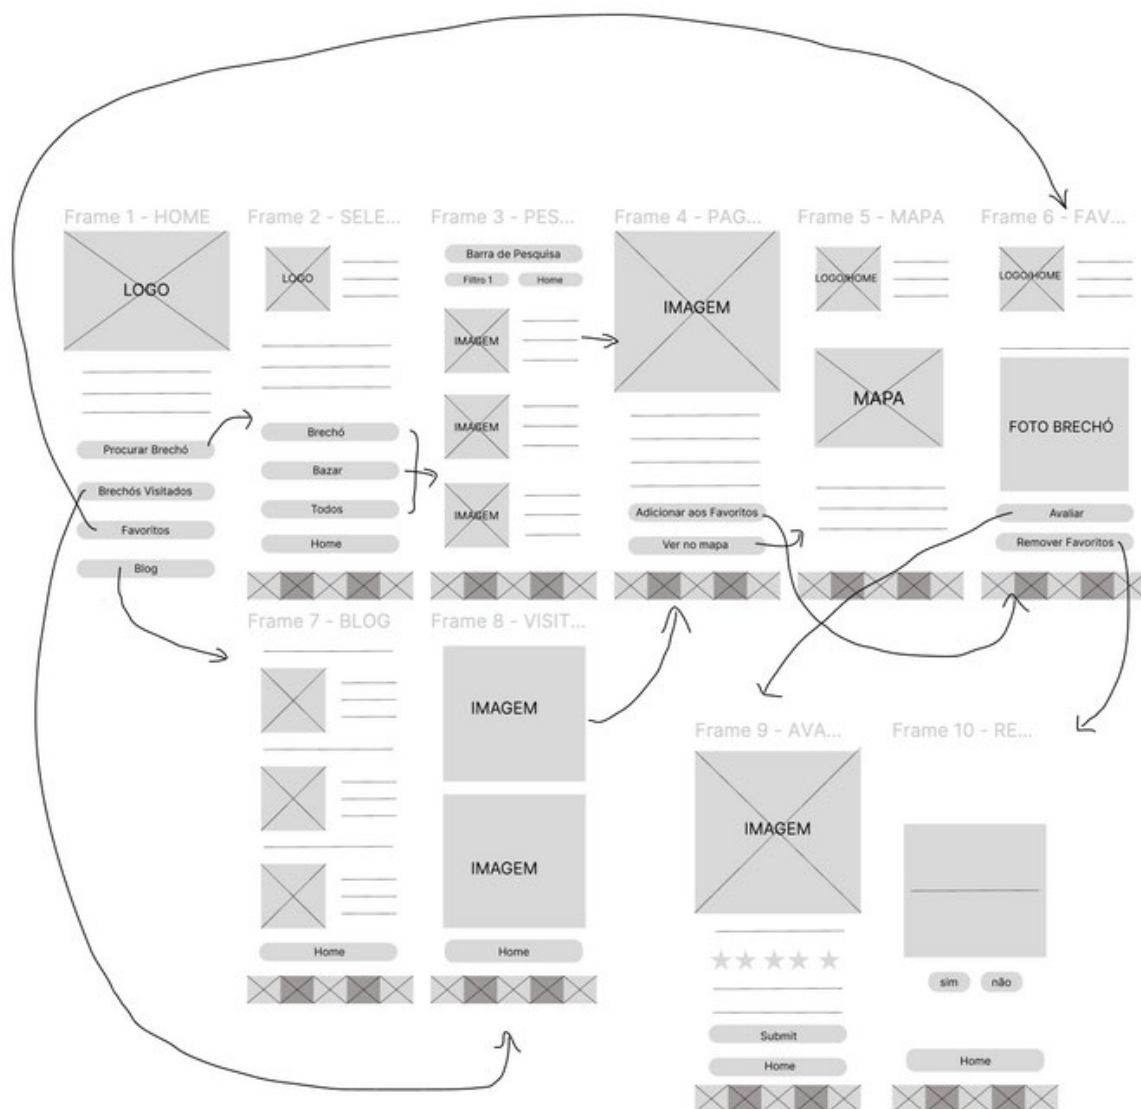 Frame 1 - HOME
LOGO
Procurar Brechó
Brechós Visitados
Favoritos
Blog
Frame 2 - SELE...
LOGO
Brechó
Bazar
Todos
Home
Frame 3 - PES...
Barra de Pesquisa
Filtro 1
Home
IMAGEM
IMAGEM
IMAGEM
Frame 4 - PAG...
IMAGEM
Adicionar aos Favoritos
Ver no mapa
Frame 5 - MAPA
LOGO/HOME
MAPA
Frame 6 - FAV...
LOGO/HOME
FOTO BRECHÓ
Avaliar
Remover Favoritos
Frame 7 - BLOG
Home
Frame 8 - VISIT...
IMAGEM
IMAGEM
Home
Frame 9 - AVA...
IMAGEM
Submit
Home
Frame 10 - RE...
sim
não
Home